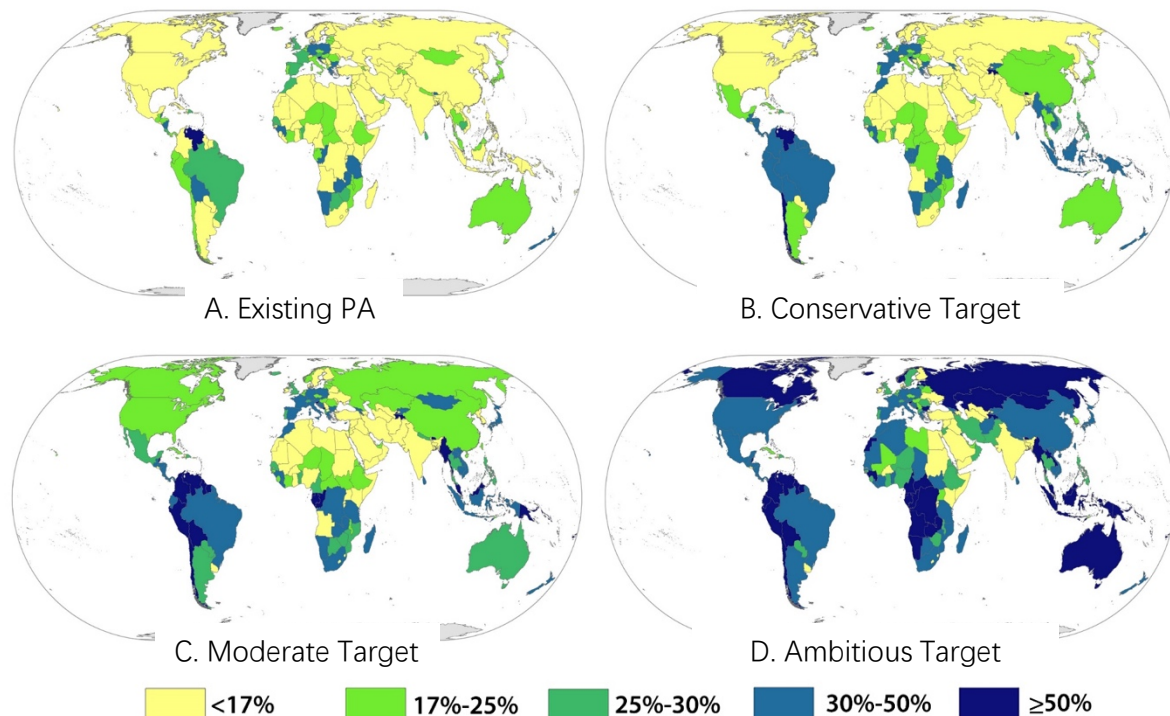 A. Existing PA
B. Conservative Target
C. Moderate Target
D. Ambitious Target
<17%
17%-25%
25%-30%
30%-50%
≥50%